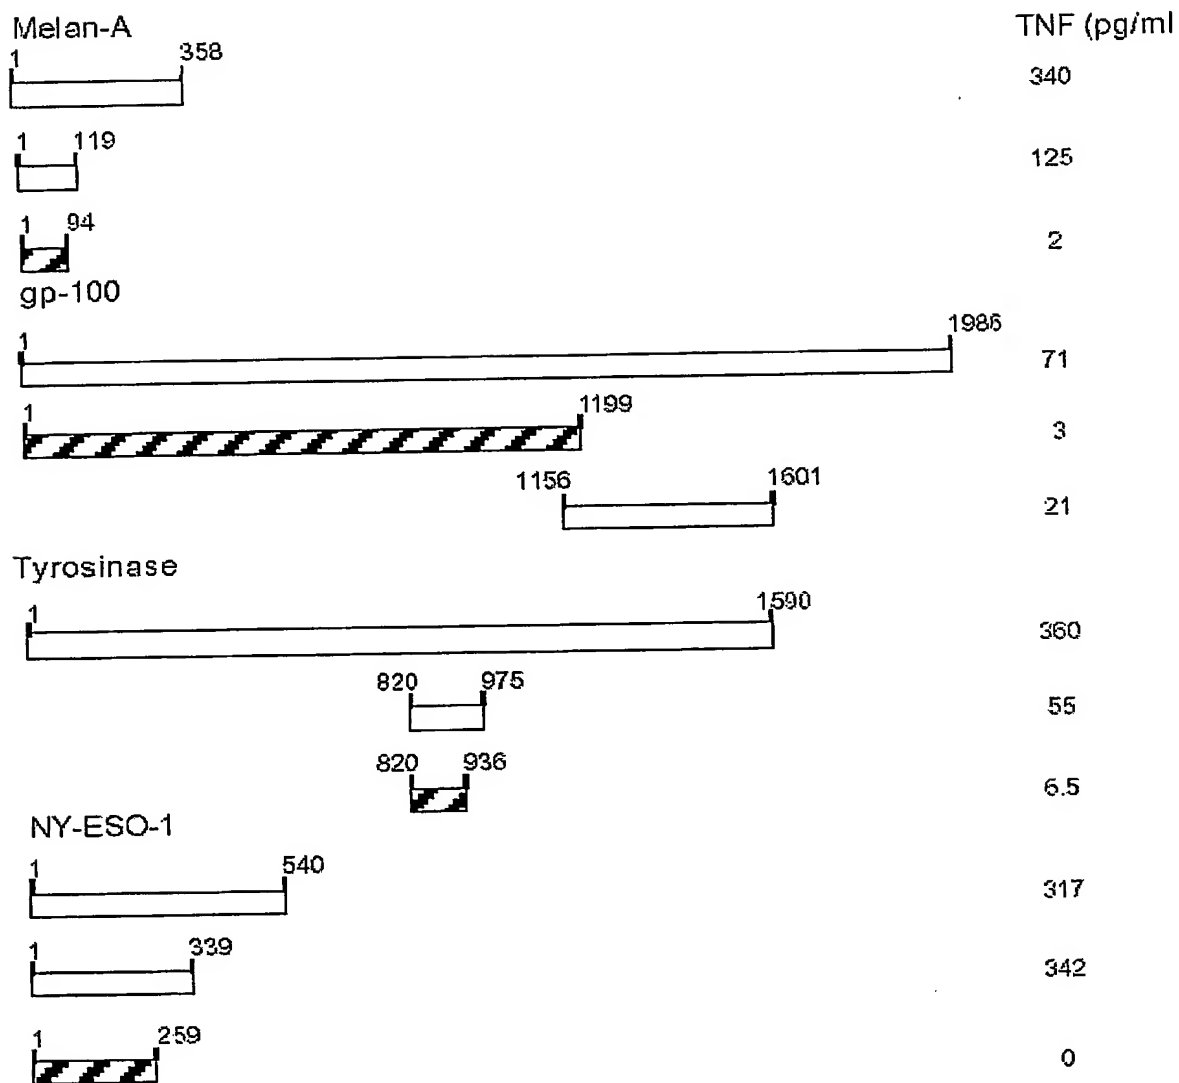 Melan-A TNF (pg/ml
1 358 340
1 119 125
1 94 2
gp-100
1 1986 71
1 1199 3
1156 1601 21
Tyrosinase
1 1590 360
820 975 55
820 936 6.5
NY-ESO-1
1 540 317
1 339 342
1 259 0